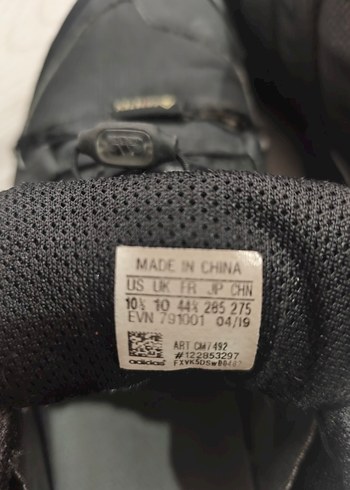 MADE IN CHINA
US UK FR JP CHN
10½ 10 44⅔ 285 275
EVN 791001 04/19
ART CM7492
#122853297
adidas